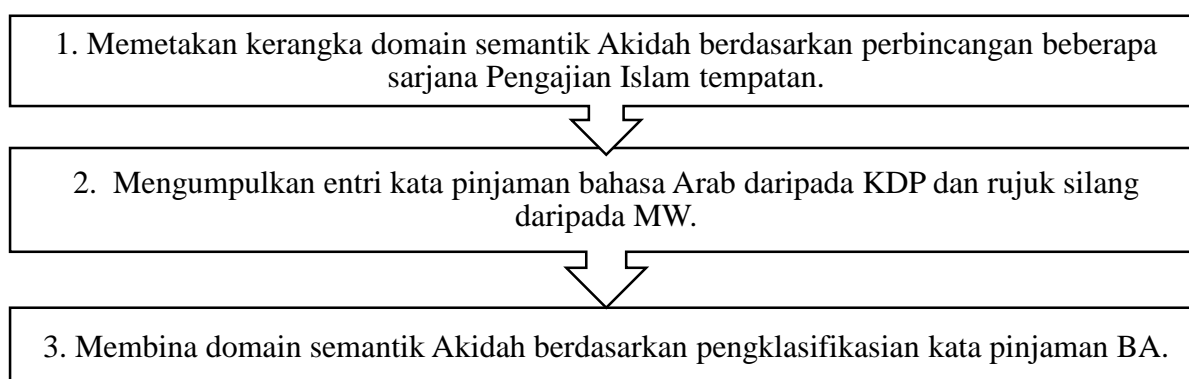 1. Memetakan kerangka domain semantik Akidah berdasarkan perbincangan beberapa
sarjana Pengajian Islam tempatan.
2. Mengumpulkan entri kata pinjaman bahasa Arab daripada KDP dan rujuk silang
daripada MW.
3. Membina domain semantik Akidah berdasarkan pengklasifikasian kata pinjaman BA.